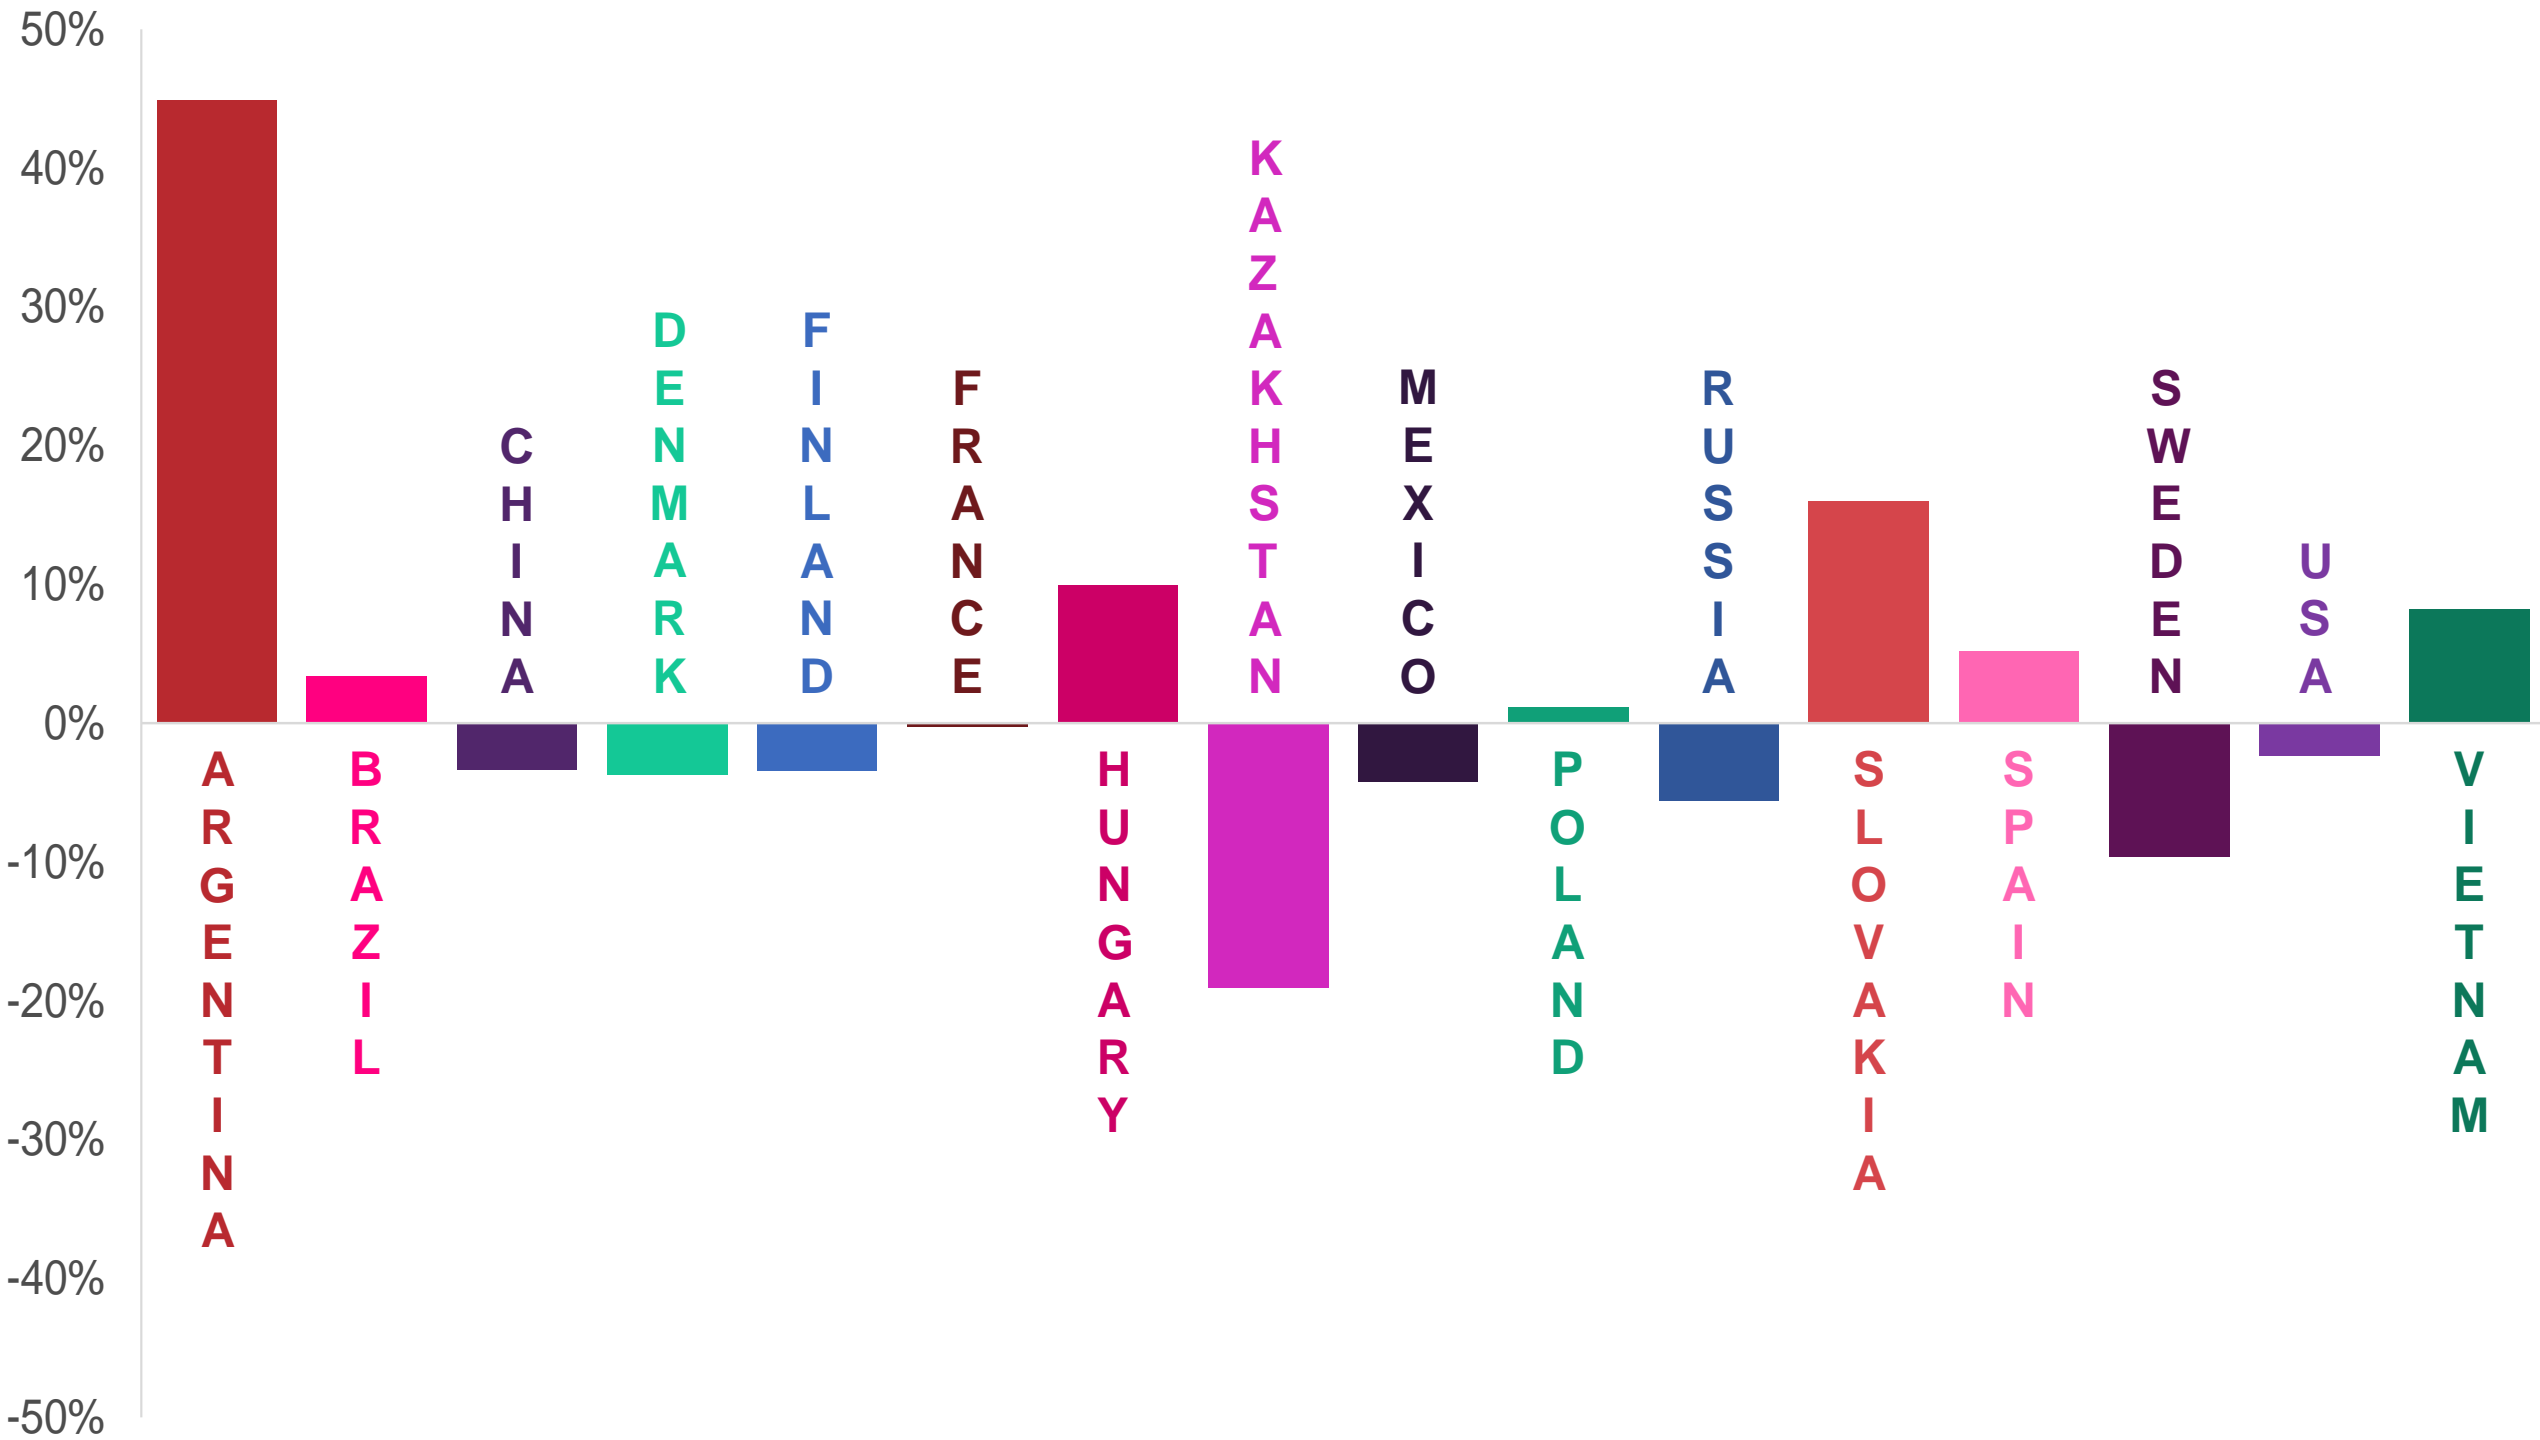 50%
40%
30%
20%
10%
0%
-10%
-20%
-30%
-40%
-50%
ARGENTINA
BRAZIL
CHINA
DENMARK
FINLAND
FRANCE
HUNGARY
KAZAKHSTAN
MEXICO
POLAND
RUSSIA
SLOVAKIA
SPAIN
SWEDEN
USA
VIETNAM